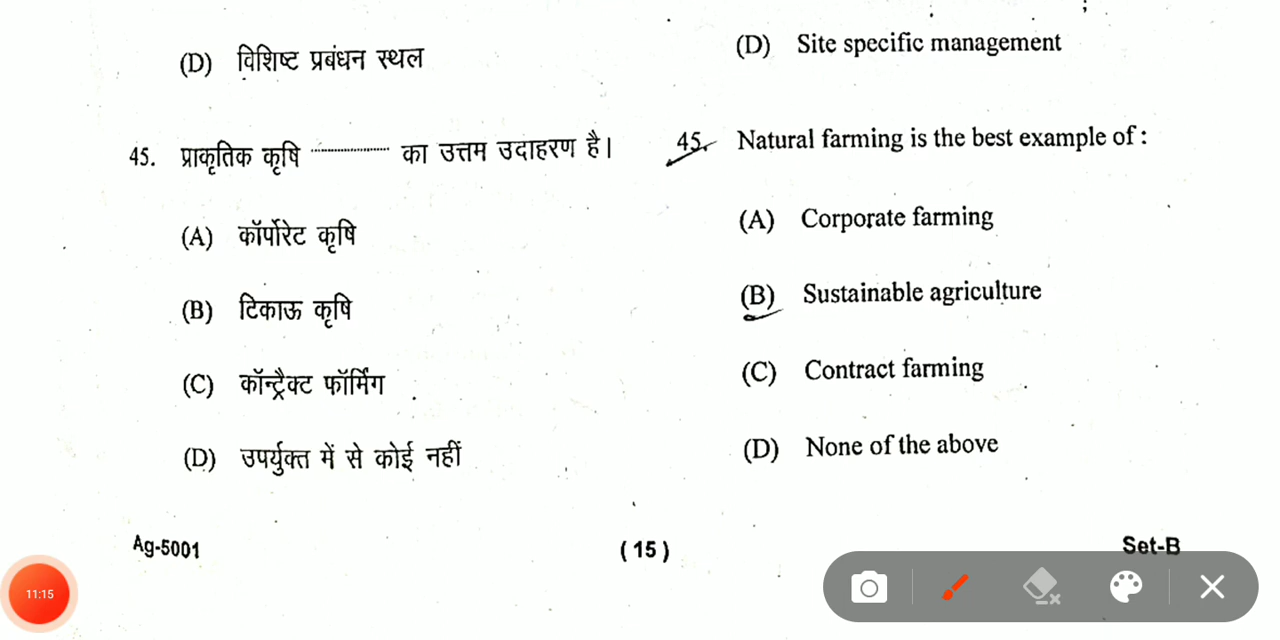 (D) विशिष्ट प्रबंधन स्थल
45. प्राकृतिक कृषि ........................ का उत्तम उदाहरण है।
(A) कॉर्पोरेट कृषि
(B) टिकाऊ कृषि
(C) कॉन्ट्रैक्ट फॉर्मिंग
(D) उपर्युक्त में से कोई नहीं
(D) Site specific management
45. Natural farming is the best example of :
(A) Corporate farming
(B) Sustainable agriculture
(C) Contract farming
(D) None of the above
Ag-5001
( 15 )
Set-B
11:15